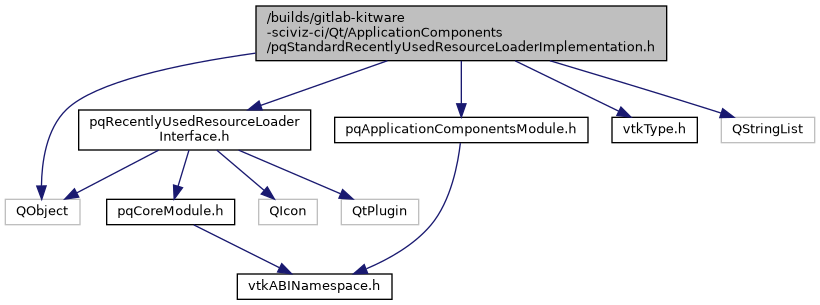 /builds/gitlab-kitware
-sciviz-ci/Qt/ApplicationComponents
/pqStandardRecentlyUsedResourceLoaderImplementation.h
pqRecentlyUsedResourceLoader
Interface.h
pqApplicationComponentsModule.h
vtkType.h
QStringList
QObject
pqCoreModule.h
QIcon
QtPlugin
vtkABINamespace.h